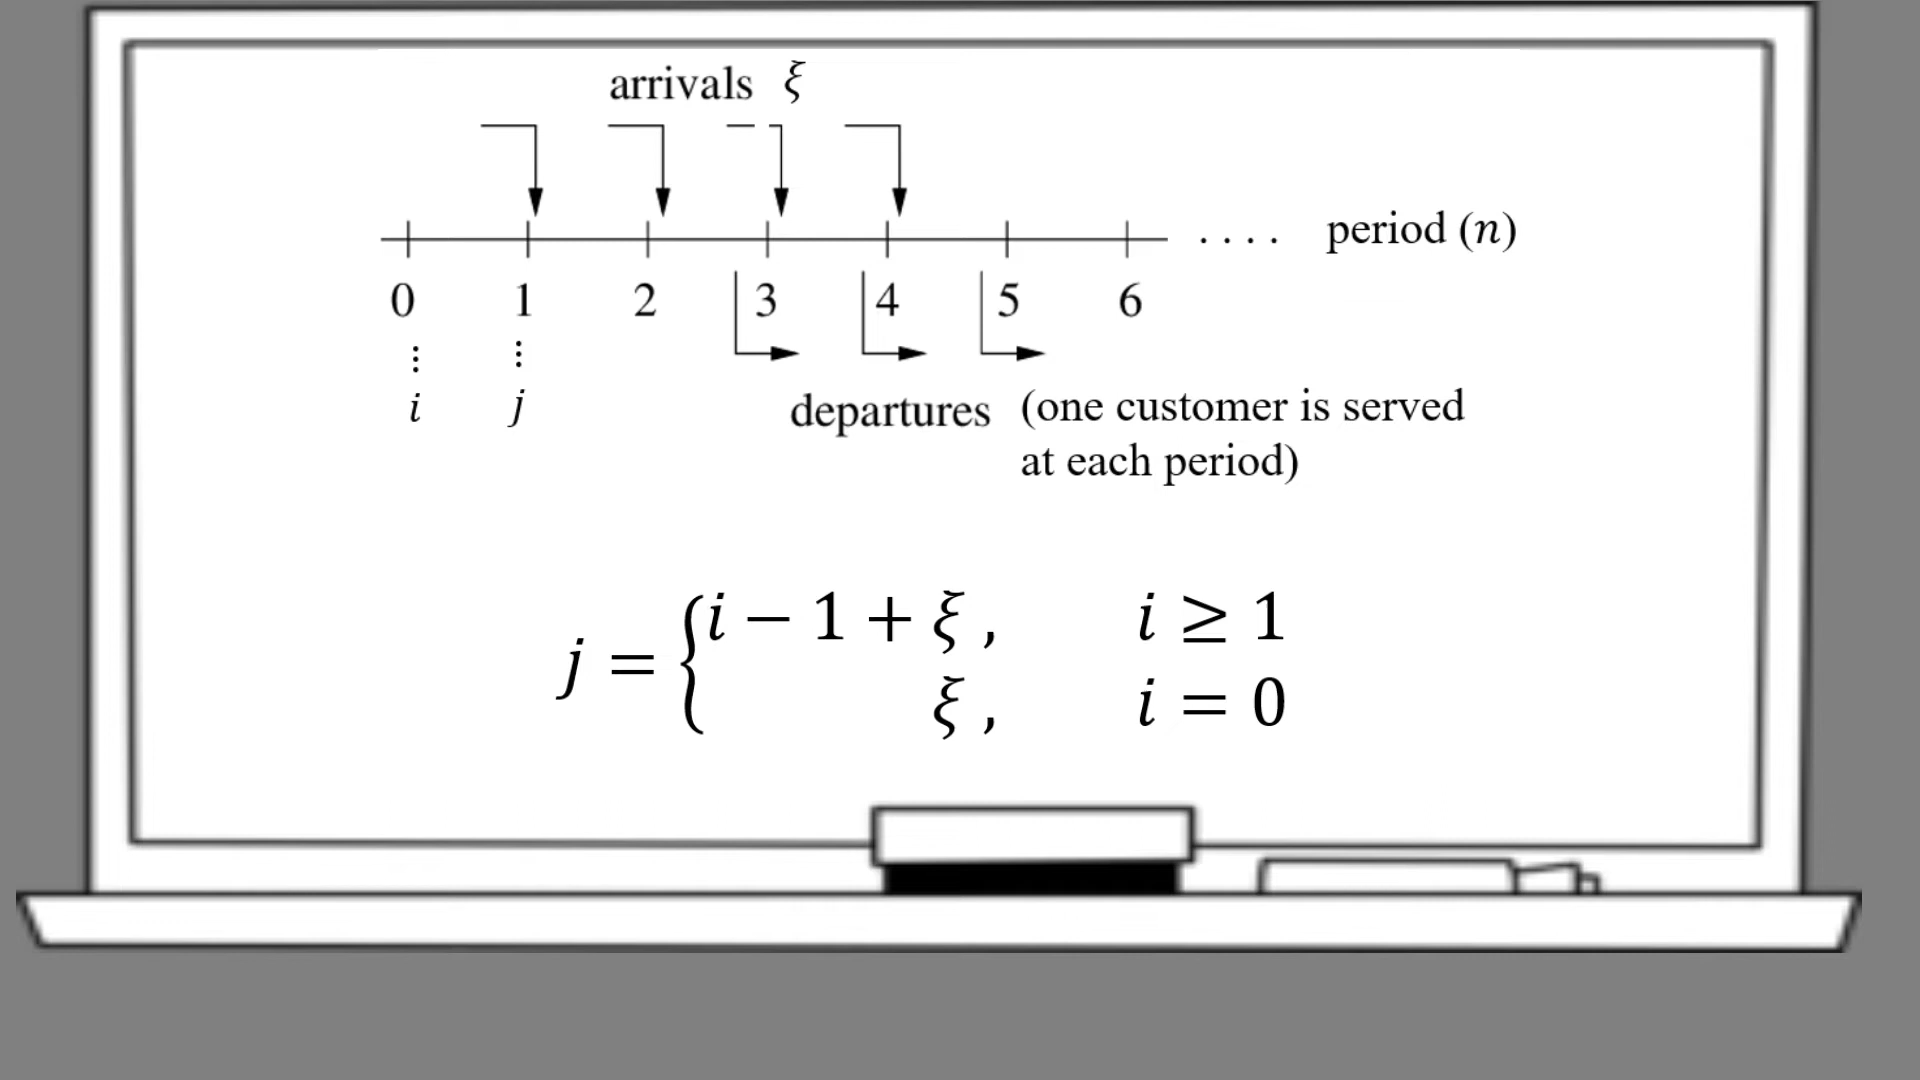 arrivals ξ
.... period (n)
0 1 2 3 4 5 6
⋮ ⋮
i j
departures (one customer is served
at each period)
j = { i − 1 + ξ , i ≥ 1
ξ , i = 0